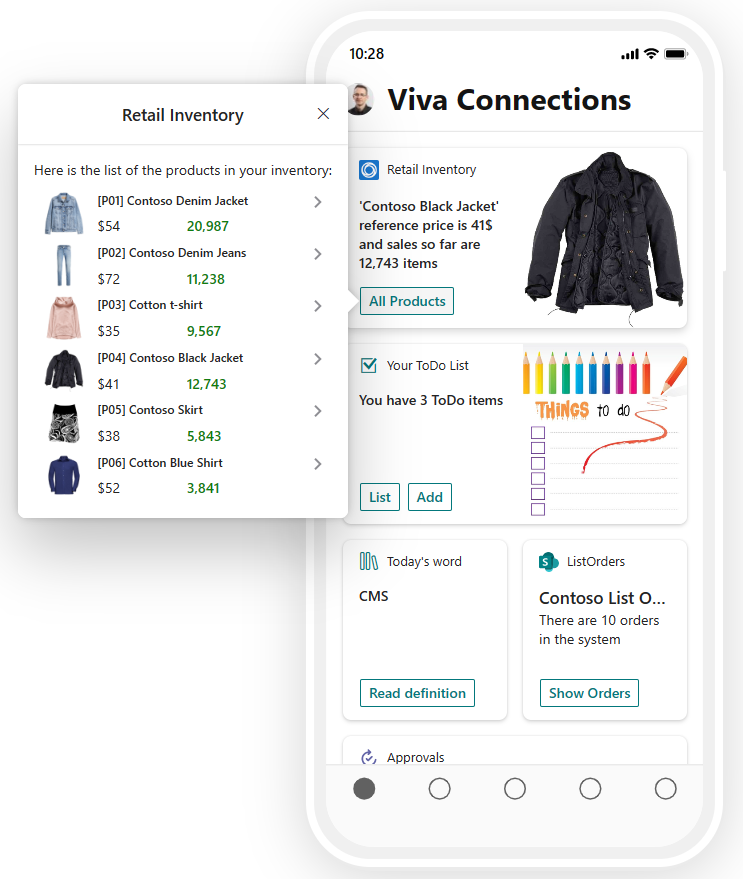 10:28
Viva Connections
Retail Inventory
Here is the list of the products in your inventory:
[P01] Contoso Denim Jacket
$54 20,987
[P02] Contoso Denim Jeans
$72 11,238
[P03] Cotton t-shirt
$35 9,567
[P04] Contoso Black Jacket
$41 12,743
[P05] Contoso Skirt
$38 5,843
[P06] Cotton Blue Shirt
$52 3,841
Retail Inventory
'Contoso Black Jacket'
reference price is 41$
and sales so far are
12,743 items
All Products
Your ToDo List
You have 3 ToDo items
THINGS to do
List Add
Today's word
CMS
Read definition
ListOrders
Contoso List O...
There are 10 orders
in the system
Show Orders
Approvals